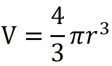 V = 4/3 πr³